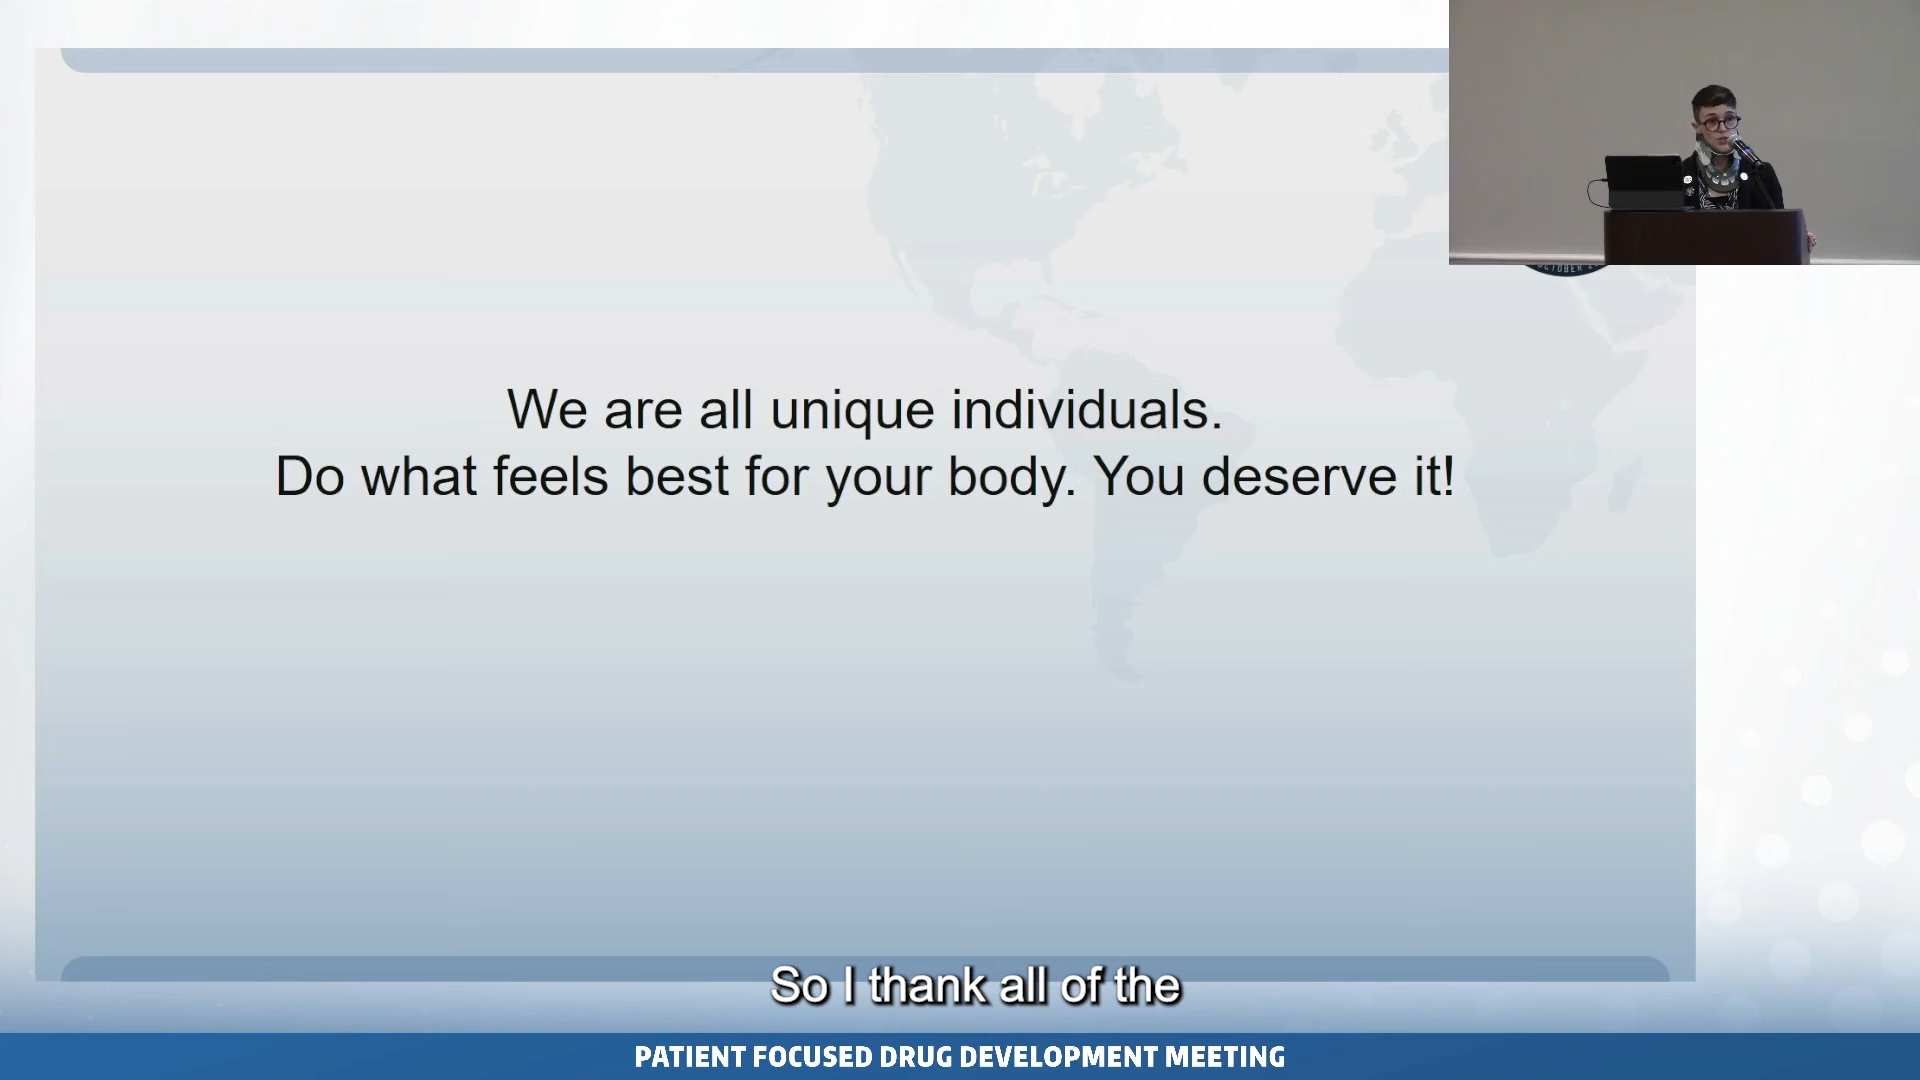 OCTOBER
We are all unique individuals.
Do what feels best for your body. You deserve it!
So I thank all of the
PATIENT FOCUSED DRUG DEVELOPMENT MEETING